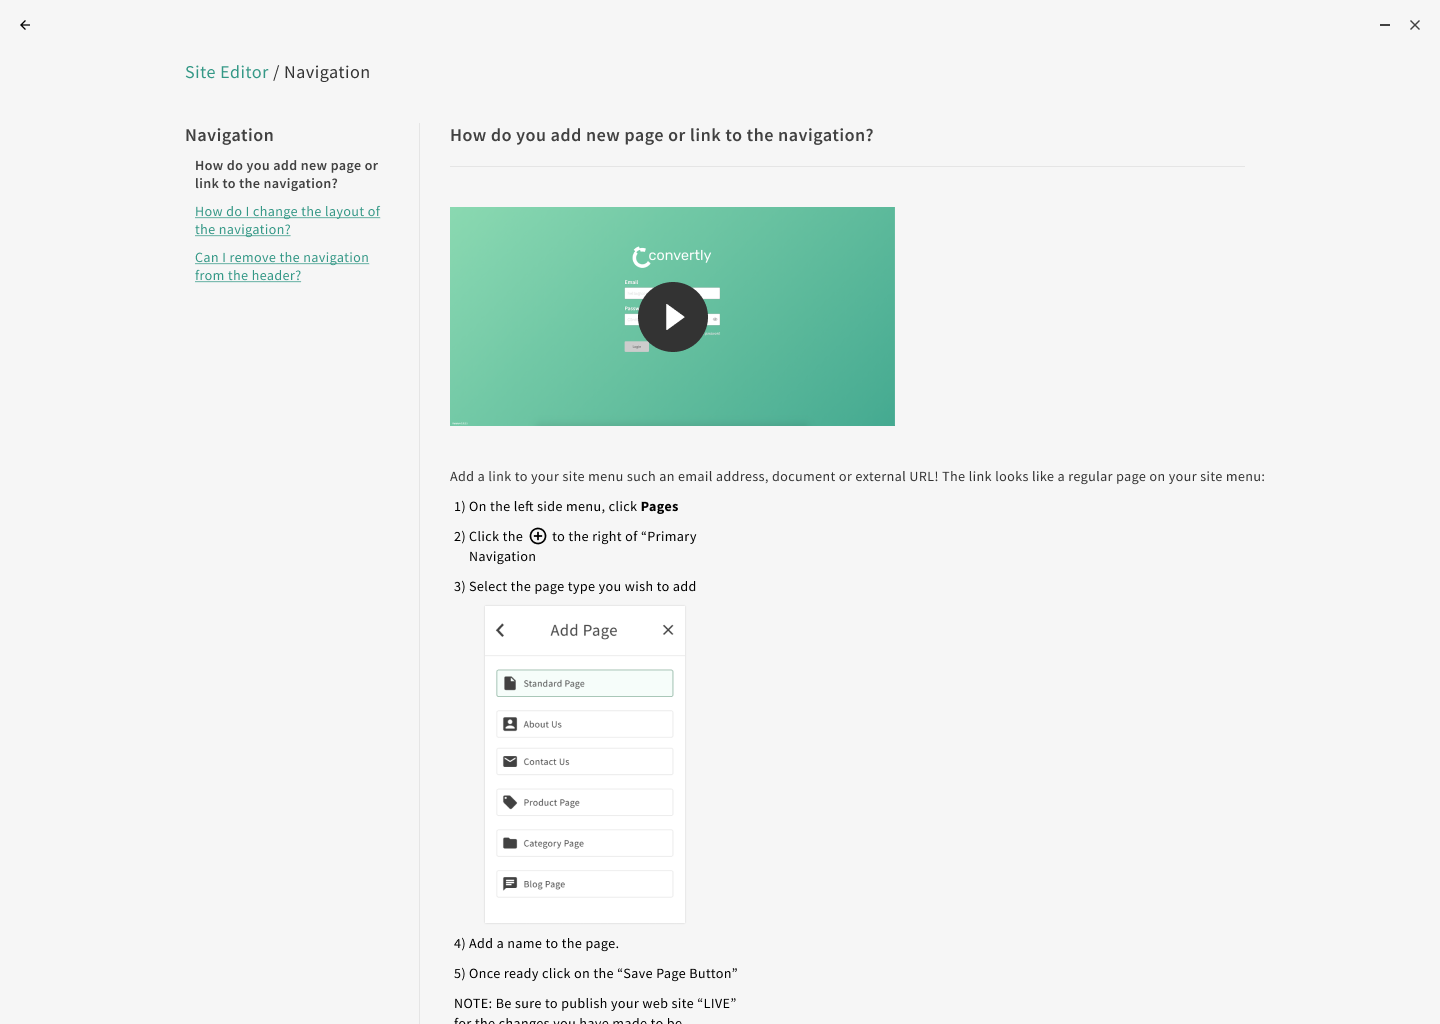 Site Editor / Navigation
Navigation
How do you add new page or
link to the navigation?
How do I change the layout of
the navigation?
Can I remove the navigation
from the header?
How do you add new page or link to the navigation?
convertly
Email
Add a link to your site menu such an email address, document or external URL! The link looks like a regular page on your site menu:
1) On the left side menu, click Pages
2) Click the to the right of “Primary
Navigation
3) Select the page type you wish to add
Add Page
Standard Page
About Us
Contact Us
Product Page
Category Page
Blog Page
4) Add a name to the page.
5) Once ready click on the “Save Page Button”
NOTE: Be sure to publish your web site “LIVE”
for the changes you have made to be